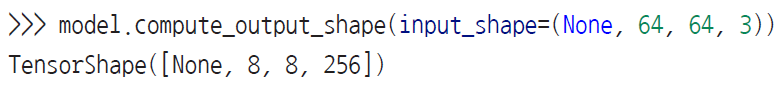 >>> model.compute_output_shape(input_shape=(None, 64, 64, 3))
TensorShape([None, 8, 8, 256])